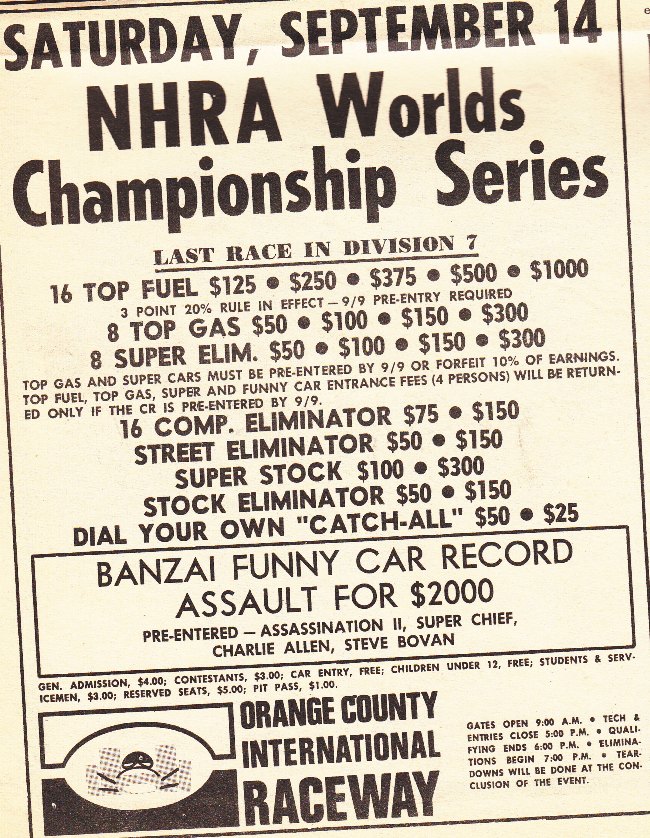 SATURDAY, SEPTEMBER 14
NHRA Worlds
Championship Series
LAST RACE IN DIVISION 7
16 TOP FUEL $125 • $250 • $375 • $500 • $1000
3 POINT 20% RULE IN EFFECT — 9/9 PRE-ENTRY REQUIRED
8 TOP GAS $50 • $100 • $150 • $300
8 SUPER ELIM. $50 • $100 • $150 • $300
TOP GAS AND SUPER CARS MUST BE PRE-ENTERED BY 9/9 OR FORFEIT 10% OF EARNINGS.
TOP FUEL, TOP GAS, SUPER AND FUNNY CAR ENTRANCE FEES (4 PERSONS) WILL BE RETURN-
ED ONLY IF THE CR IS PRE-ENTERED BY 9/9.
16 COMP. ELIMINATOR $75 • $150
STREET ELIMINATOR $50 • $150
SUPER STOCK $100 • $300
STOCK ELIMINATOR $50 • $150
DIAL YOUR OWN "CATCH-ALL" $50 • $25
BANZAI FUNNY CAR RECORD
ASSAULT FOR $2000
PRE-ENTERED — ASSASSINATION II, SUPER CHIEF,
CHARLIE ALLEN, STEVE BOVAN
GEN. ADMISSION, $4.00; CONTESTANTS, $3.00; CAR ENTRY, FREE; CHILDREN UNDER 12, FREE; STUDENTS & SERV-
ICEMEN, $3.00; RESERVED SEATS, $5.00; PIT PASS, $1.00.
ORANGE COUNTY
INTERNATIONAL
RACEWAY
GATES OPEN 9:00 A.M. • TECH &
ENTRIES CLOSE 5:00 P.M. • QUALI-
FYING ENDS 6:00 P.M. • ELIMINA-
TIONS BEGIN 7:00 P.M. • TEAR-
DOWNS WILL BE DONE AT THE CON-
CLUSION OF THE EVENT.